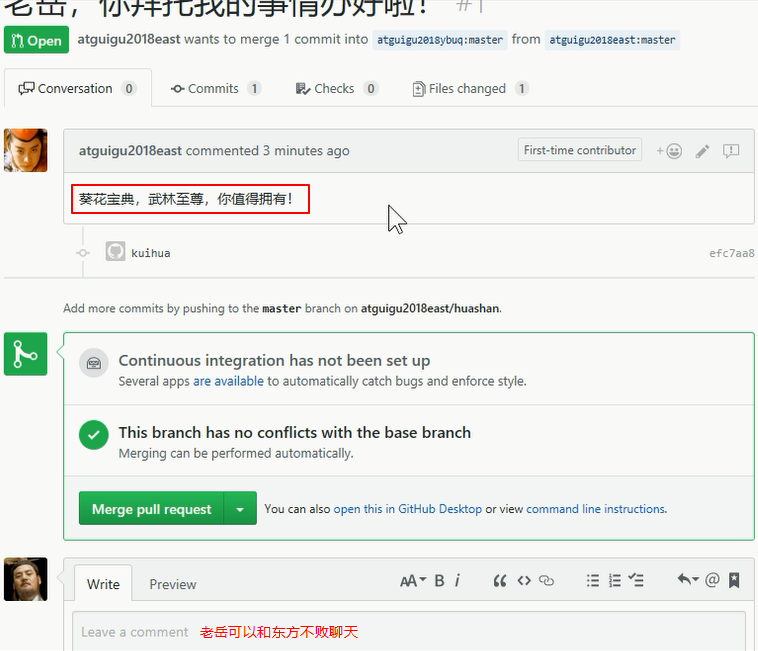 老岳，你拜托我的事情办好啦！ #1
Open atguigu2018east wants to merge 1 commit into atguigu2018ybuq:master from atguigu2018east:master
Conversation 0 Commits 1 Checks 0 Files changed 1
atguigu2018east commented 3 minutes ago First-time contributor
葵花宝典，武林至尊，你值得拥有！
kuihua efc7aa8
Add more commits by pushing to the master branch on atguigu2018east/huashan.
Continuous integration has not been set up
Several apps are available to automatically catch bugs and enforce style.
This branch has no conflicts with the base branch
Merging can be performed automatically.
Merge pull request You can also open this in GitHub Desktop or view command line instructions.
Write Preview AA B i
Leave a comment 老岳可以和东方不败聊天